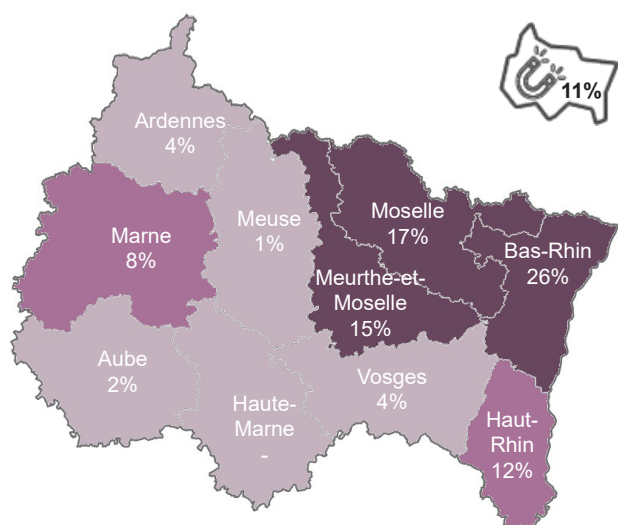 11%
Ardennes
4%
Meuse
1%
Moselle
17%
Marne
8%
Bas-Rhin
26%
Meurthe-et-
Moselle
15%
Aube
2%
Vosges
4%
Haute-
Marne
-
Haut-
Rhin
12%